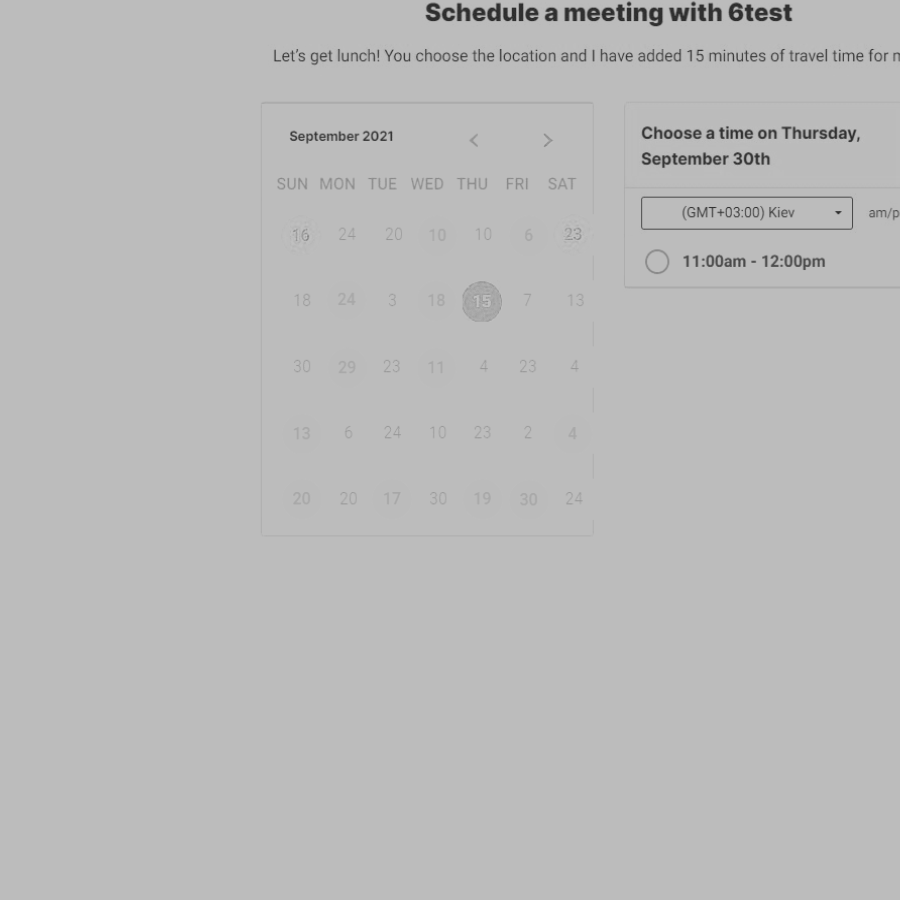 Schedule a meeting with 6test
Let's get lunch! You choose the location and I have added 15 minutes of travel time for
September 2021
SUN MON TUE WED THU FRI SAT
16 24 20 10 10 6 23
18 24 3 18 15 7 13
30 29 23 11 4 23 4
13 6 24 10 23 2 4
20 20 17 30 19 30 24
Choose a time on Thursday,
September 30th
(GMT+03:00) Kiev am/p
11:00am - 12:00pm